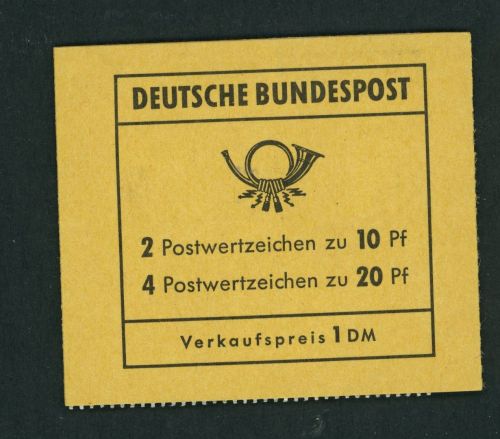 DEUTSCHE BUNDESPOST
2 Postwertzeichen zu 10 Pf
4 Postwertzeichen zu 20 Pf
Verkaufspreis 1 DM